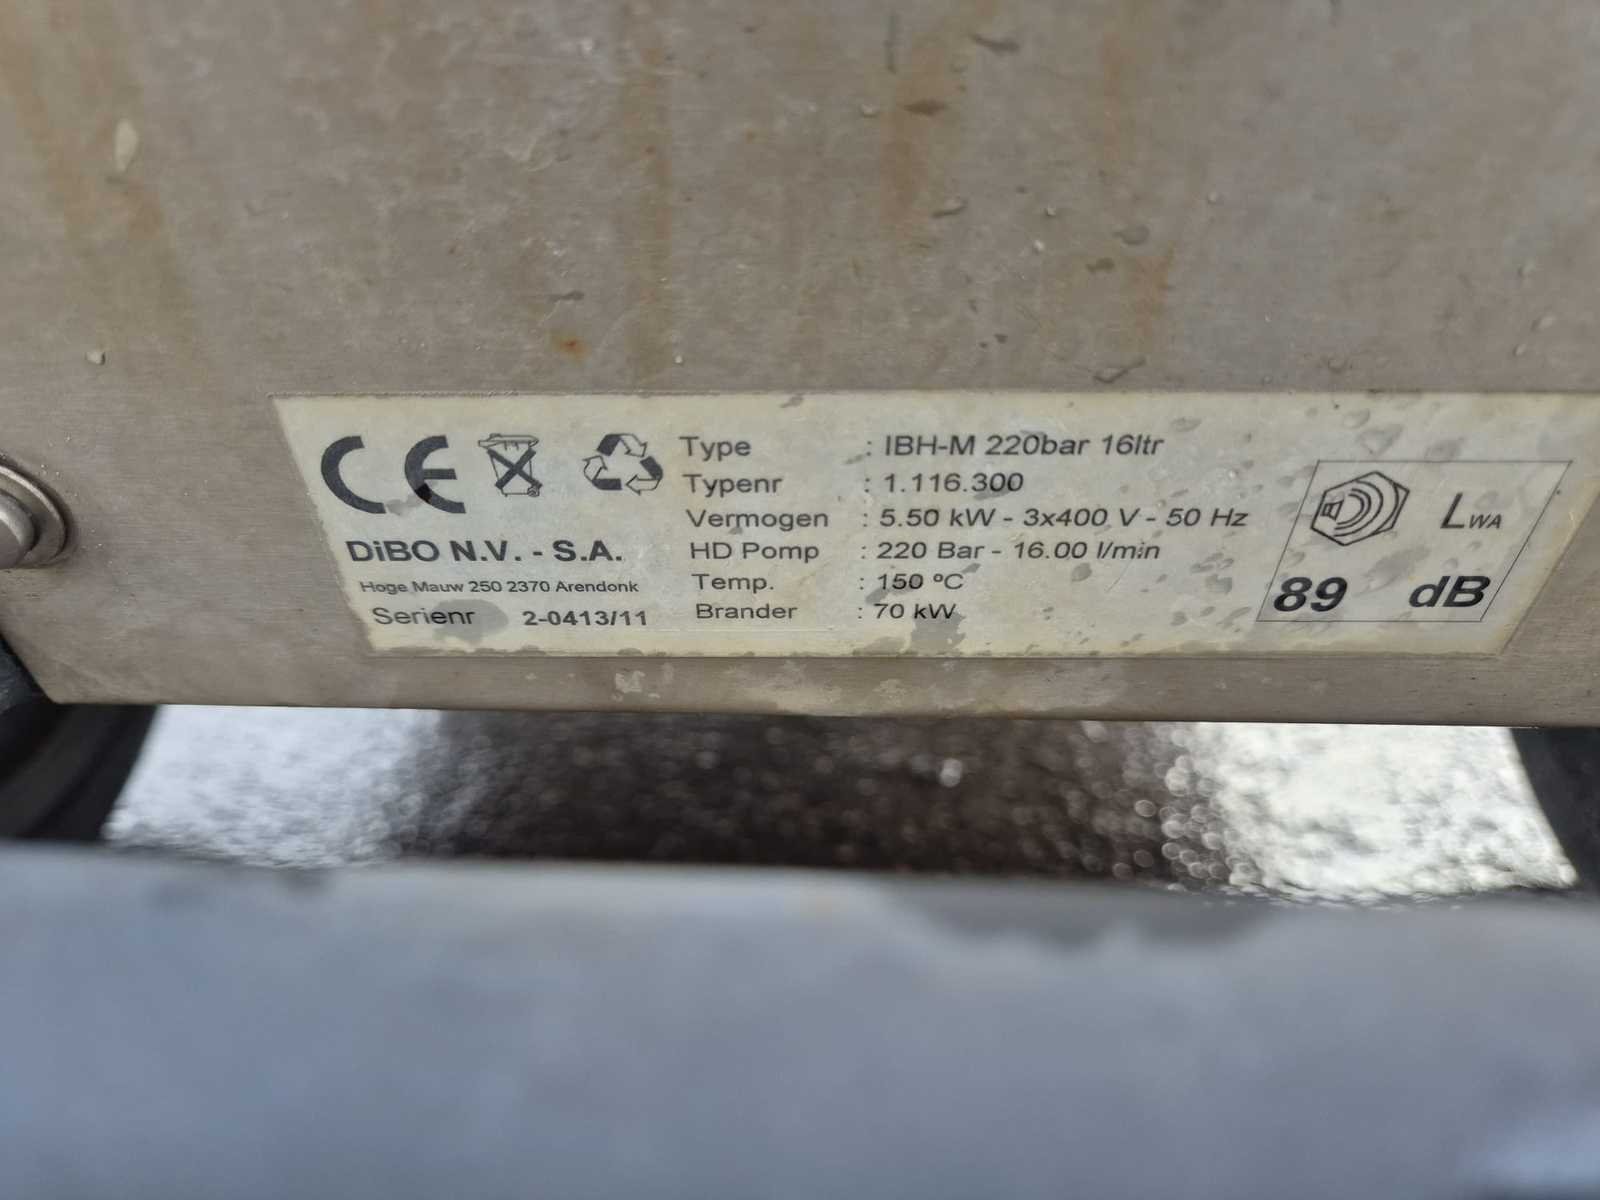 CE
DiBO N.V. - S.A.
Hoge Mauw 250 2370 Arendonk
Serienr 2-0413/11
Type : IBH-M 220bar 16ltr
Typenr : 1.116.300
Vermogen : 5.50 kW - 3x400 V - 50 Hz
HD Pomp : 220 Bar - 16.00 l/min
Temp. : 150 ºC
Brander : 70 kW
LWA
89 dB